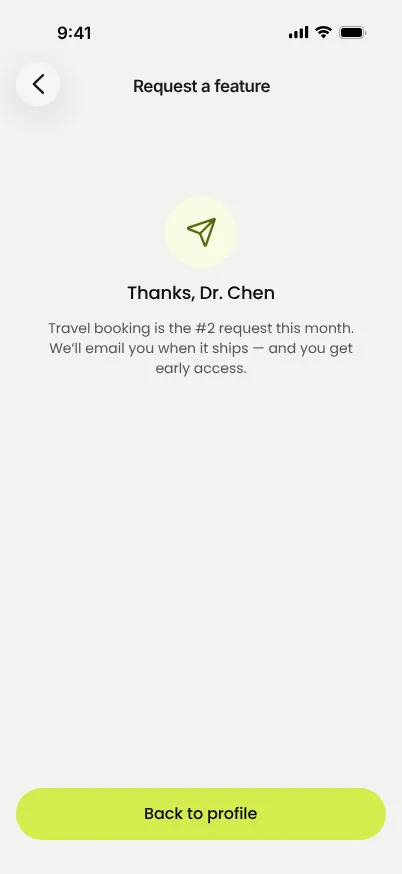 9:41
Request a feature
Thanks, Dr. Chen
Travel booking is the #2 request this month.
We’ll email you when it ships — and you get
early access.
Back to profile